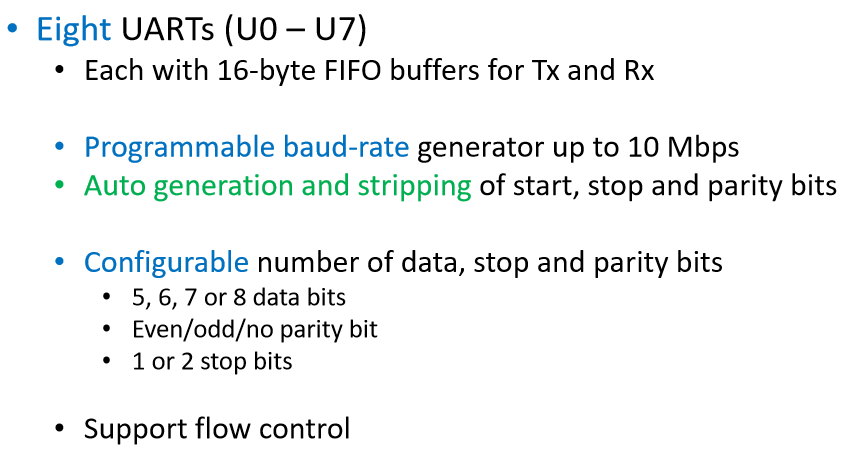 • Eight UARTs (U0 – U7)
• Each with 16-byte FIFO buffers for Tx and Rx
• Programmable baud-rate generator up to 10 Mbps
• Auto generation and stripping of start, stop and parity bits
• Configurable number of data, stop and parity bits
• 5, 6, 7 or 8 data bits
• Even/odd/no parity bit
• 1 or 2 stop bits
• Support flow control